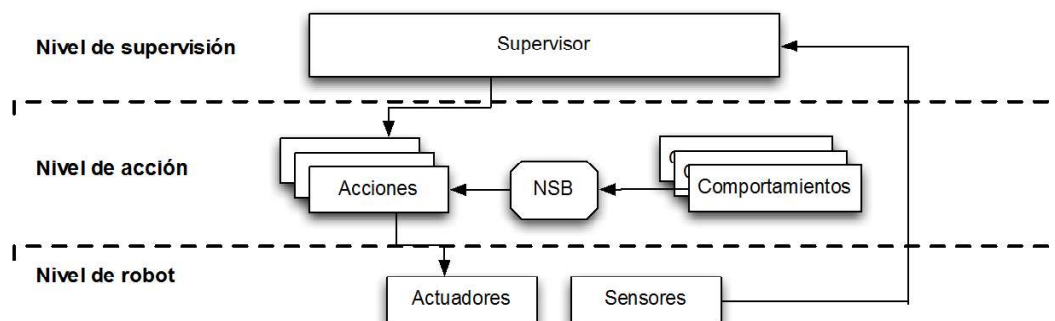 Nivel de supervisión
Supervisor
Nivel de acción
Acciones
NSB
Comportamientos
Nivel de robot
Actuadores
Sensores